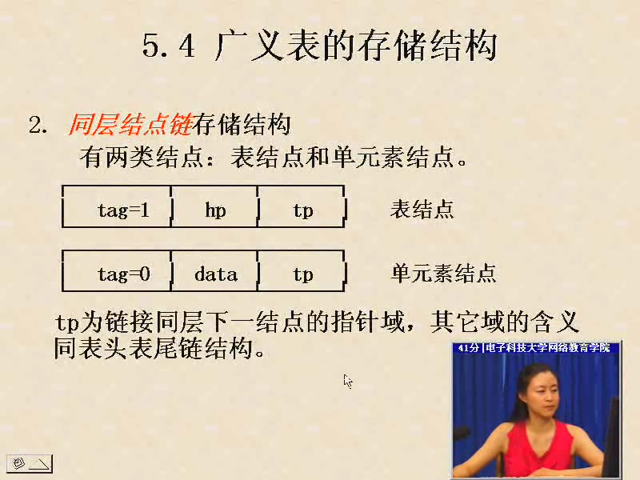 5.4 广义表的存储结构
2. 同层结点链存储结构
有两类结点：表结点和单元素结点。
tag=1 hp tp 表结点
tag=0 data tp 单元素结点
tp为链接同层下一结点的指针域，其它域的含义
同表头表尾链结构。
41分|电子科技大学网络教育学院